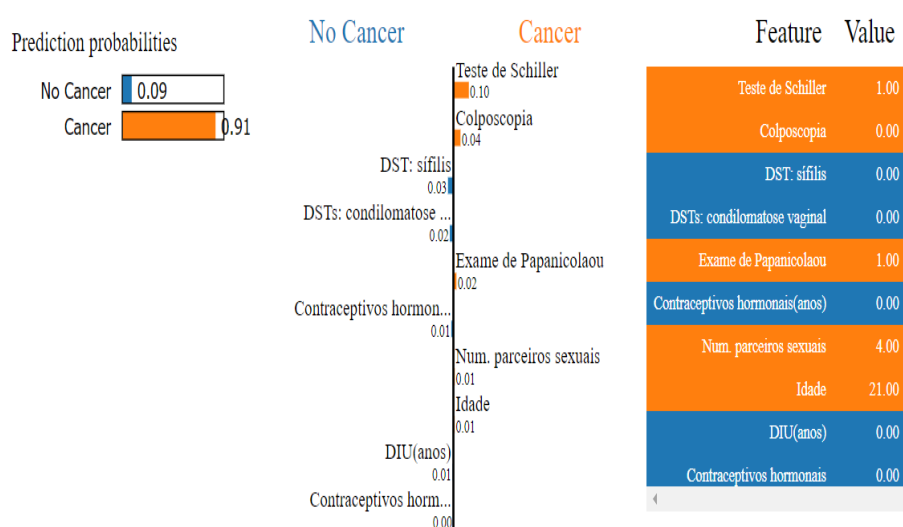 Prediction probabilities
No Cancer 0.09
Cancer 0.91
No Cancer Cancer
Teste de Schiller
0.10
Colposcopia
0.04
DST: sífilis
0.03
DSTs: condilomatose ...
0.02
Exame de Papanicolaou
0.02
Contraceptivos hormon...
0.01
Num. parceiros sexuais
0.01
Idade
0.01
DIU(anos)
0.01
Contraceptivos horm...
0.00
Feature Value
Teste de Schiller 1.00
Colposcopia 0.00
DST: sífilis 0.00
DSTs: condilomatose vaginal 0.00
Exame de Papanicolaou 1.00
Contraceptivos hormonais(anos) 0.00
Num. parceiros sexuais 4.00
Idade 21.00
DIU(anos) 0.00
Contraceptivos hormonais 0.00